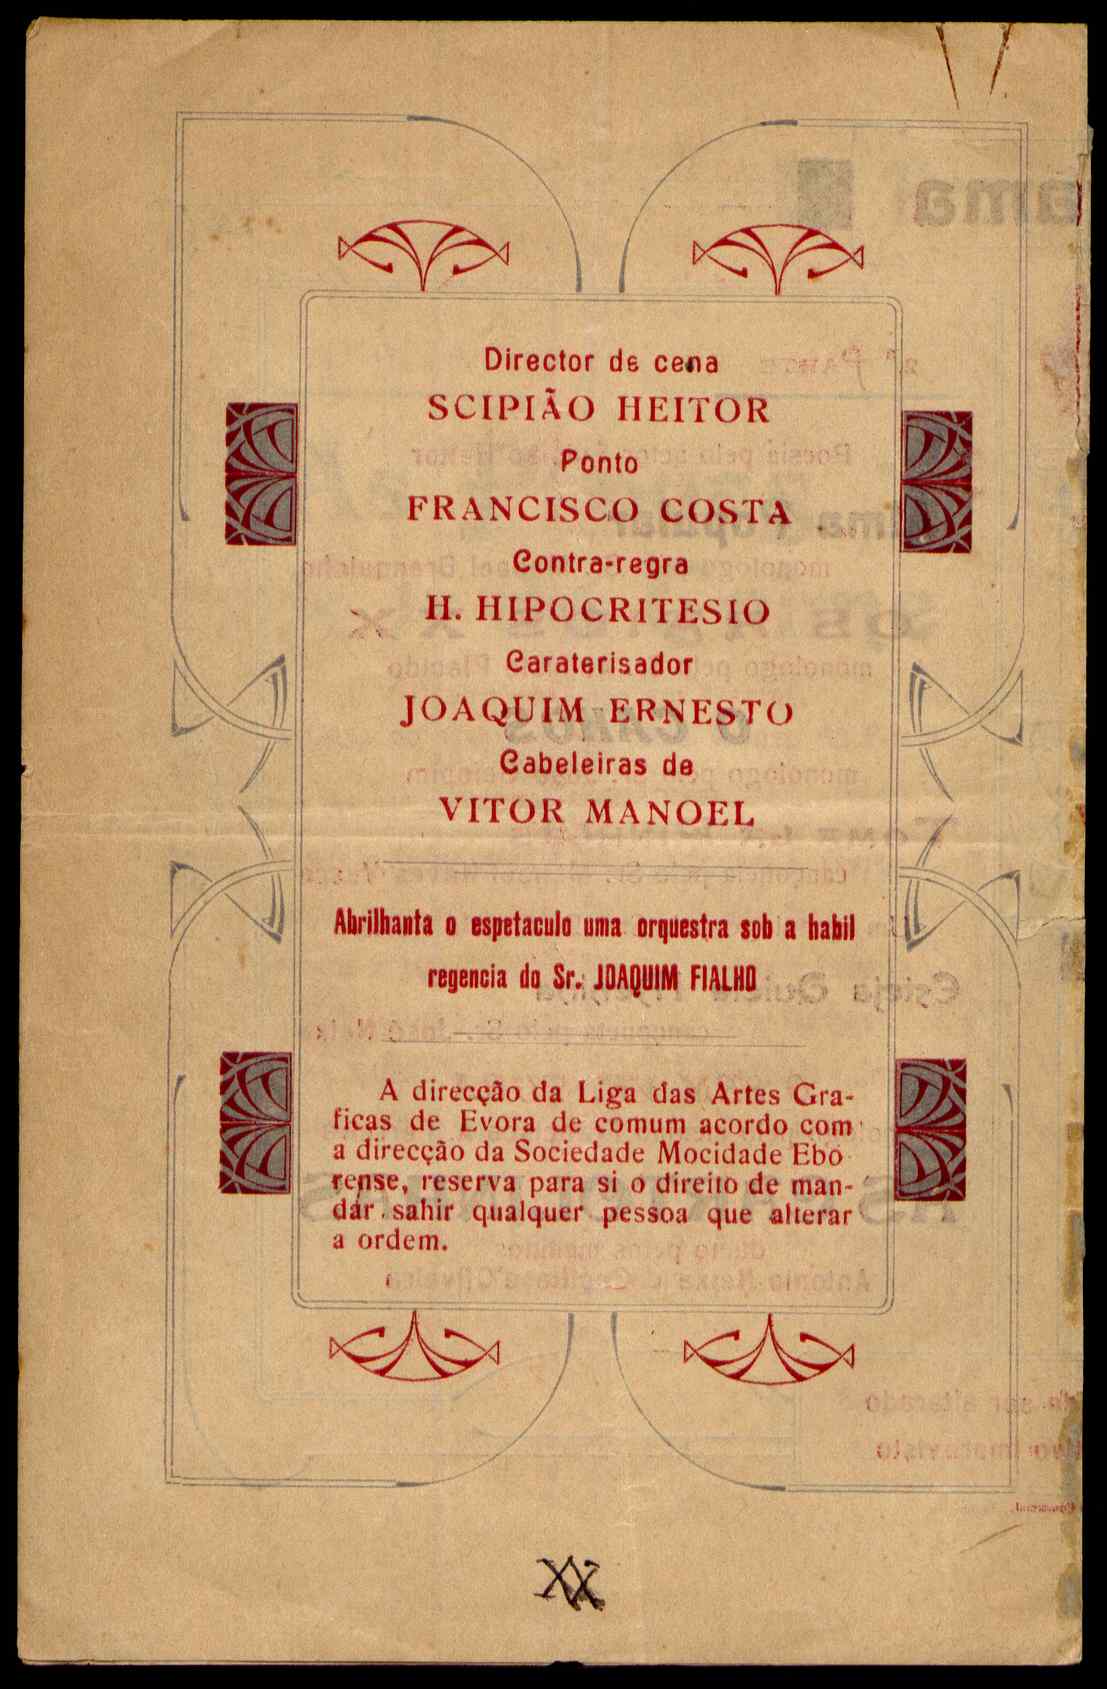 Director de cena
SCIPIÃO HEITOR
Ponto
FRANCISCO COSTA
Contra-regra
H. HIPOCRITESIO
Caraterisador
JOAQUIM ERNESTO
Cabeleiras de
VITOR MANOEL
Abrilhanta o espetaculo uma orquestra sob a habil
regencia do Sr. JOAQUIM FIALHO
A direcção da Liga das Artes Gra-
ficas de Evora de comum acordo com
a direcção da Sociedade Mocidade Ebo
rense, reserva para si o direito de man-
dar sahir qualquer pessoa que alterar
a ordem.
XX